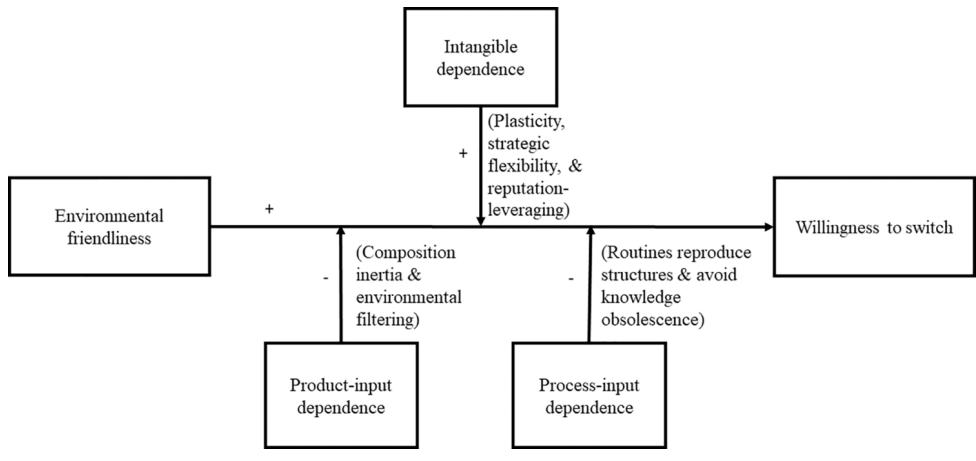 Intangible
dependence
(Plasticity,
strategic
flexibility, &
reputation-
leveraging)
+
Environmental
friendliness
+
Willingness to switch
(Composition
inertia &
environmental
filtering)
-
(Routines reproduce
structures & avoid
knowledge
obsolescence)
-
Product-input
dependence
Process-input
dependence